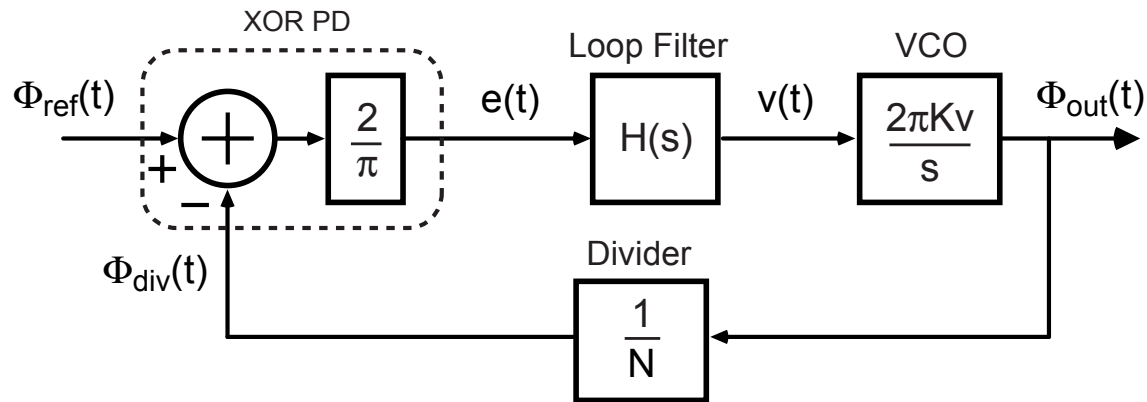 XOR PD
Loop Filter
VCO
Φref(t)
+
+
−
2
π
e(t)
H(s)
v(t)
2πKv
s
Φout(t)
Φdiv(t)
Divider
1
N